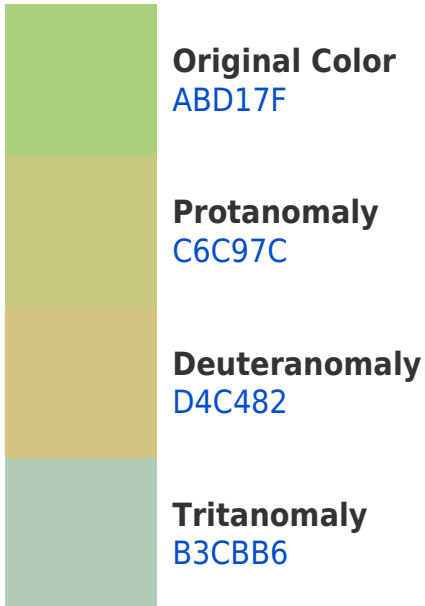 Original Color
ABD17F
Protanomaly
C6C97C
Deuteranomaly
D4C482
Tritanomaly
B3CBB6